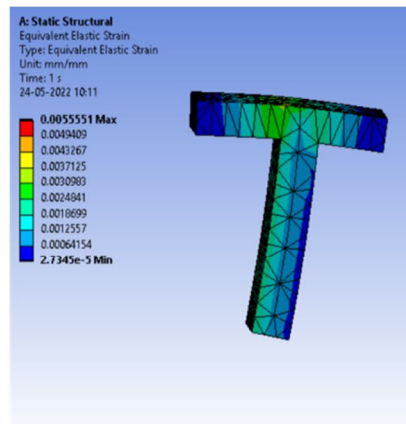 A: Static Structural
Equivalent Elastic Strain
Type: Equivalent Elastic Strain
Unit: mm/mm
Time: 1 s
24-05-2022 10:11
0.0055551 Max
0.0049409
0.0043267
0.0037125
0.0030983
0.0024841
0.0018699
0.0012557
0.00064154
2.7345e-5 Min